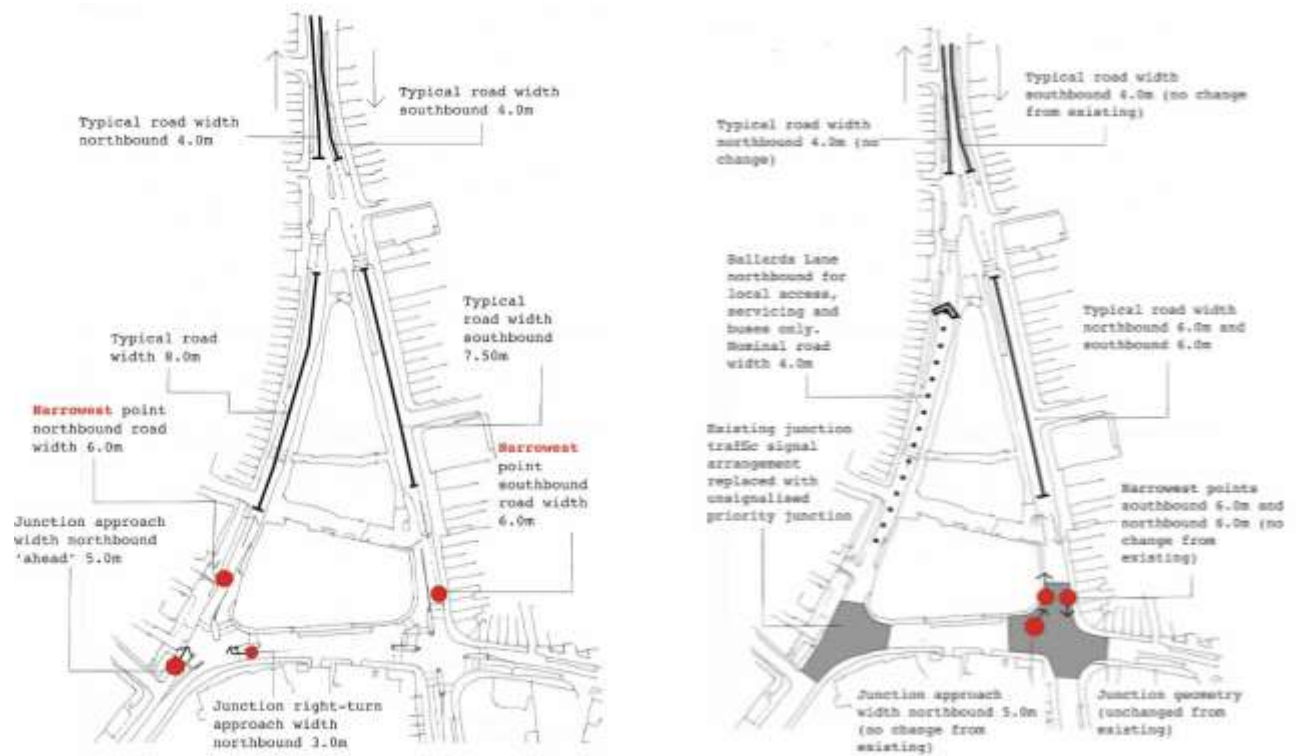 Typical road width
southbound 4.0m
Typical road width
northbound 4.0m
Typical
road width
southbound
7.50m
Typical road
width 8.0m
Narrowest point
northbound road
width 6.0m
Narrowest
point
southbound
road width
6.0m
Junction approach
width northbound
'ahead' 5.0m
Junction right-turn
approach width
northbound 3.0m
Typical road width
southbound 4.0m (no change
from existing)
Typical road width
northbound 4.0m (no
change)
Ballards Lane
northbound for
local access,
servicing and
buses only.
Nominal road
width 4.0m
Typical road width
northbound 6.0m and
southbound 6.0m
Existing junction
traffic signal
arrangement
replaced with
unsignalised
priority junction
Narrowest points
southbound 6.0m and
northbound 6.0m (no
change from
existing)
Junction approach
width northbound 5.0m
(no change from
existing)
Junction geometry
(unchanged from
existing)